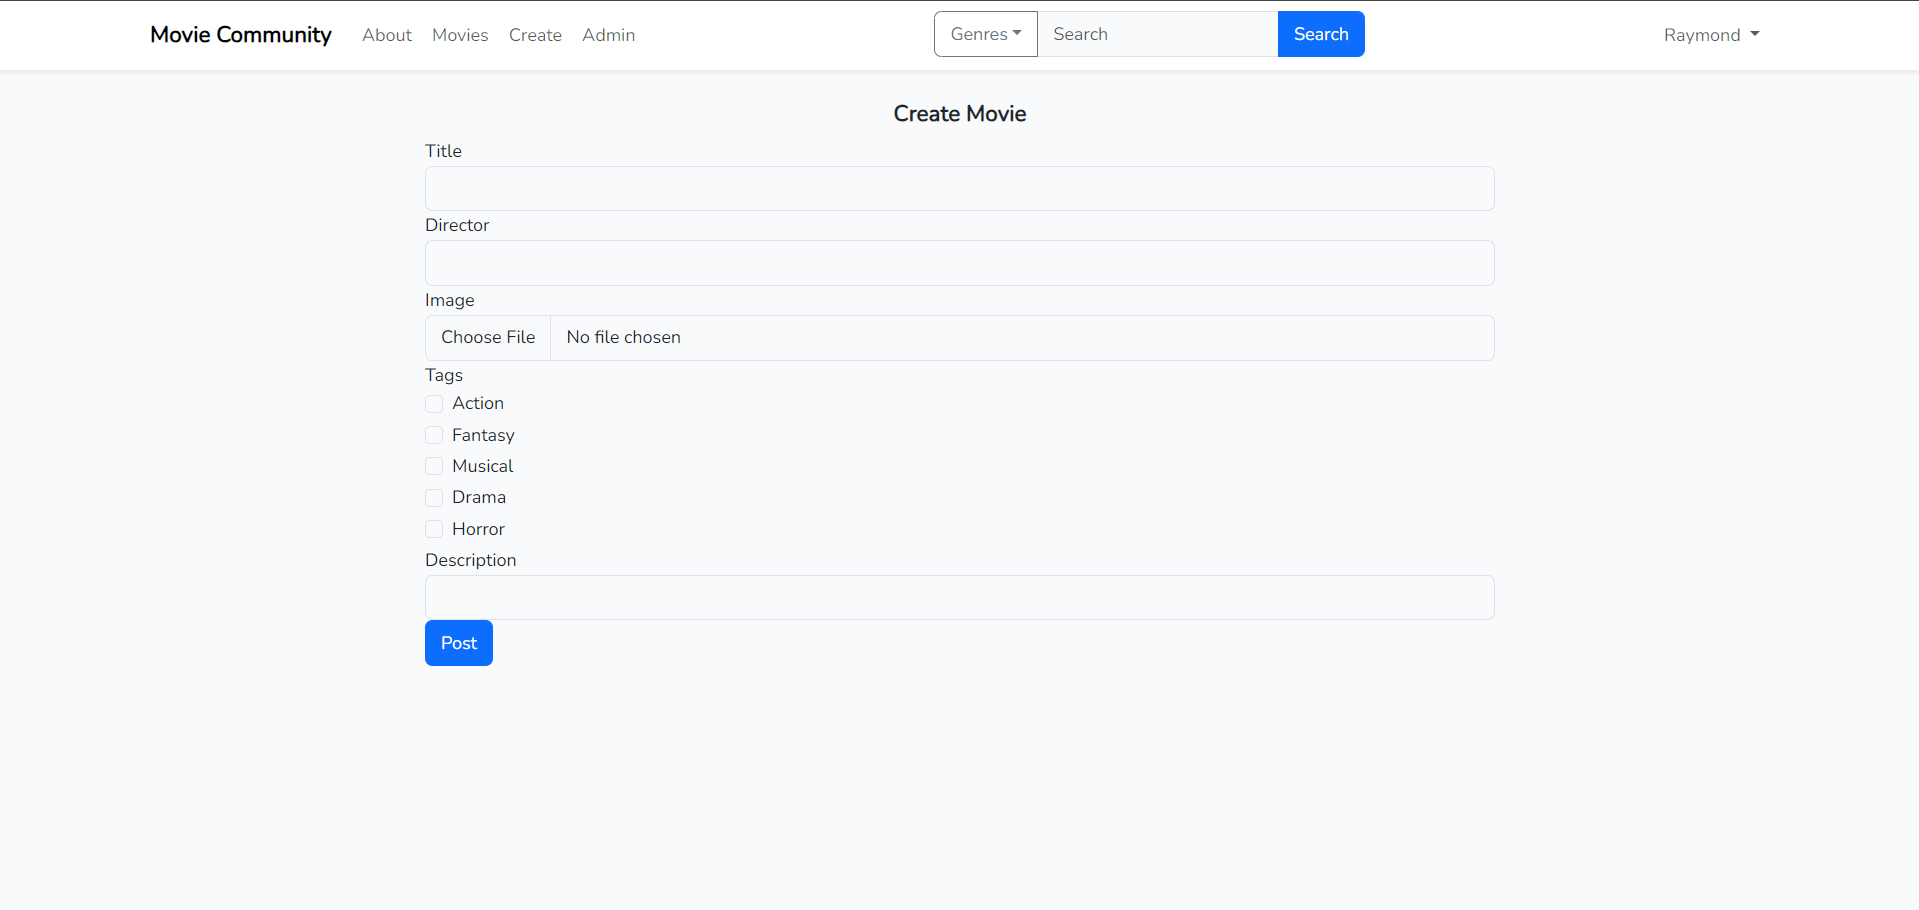 Movie Community About Movies Create Admin Genres Search Search Raymond
Create Movie
Title
Director
Image
Choose File No file chosen
Tags
Action
Fantasy
Musical
Drama
Horror
Description
Post